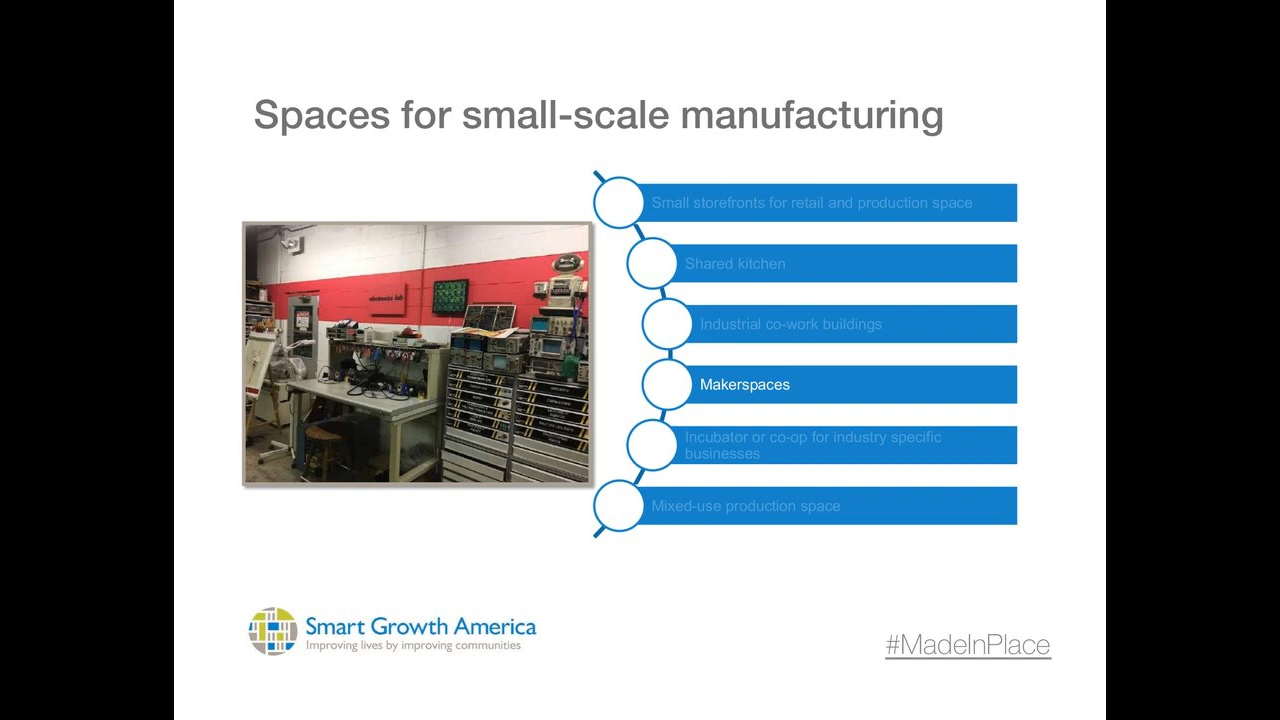 Spaces for small-scale manufacturing
Small storefronts for retail and production space
Shared kitchen
Industrial co-work buildings
electronics lab
Makerspaces
Incubator or co-op for industry specific
businesses
Mixed-use production space
Smart Growth America
Improving lives by improving communities
#MadeInPlace